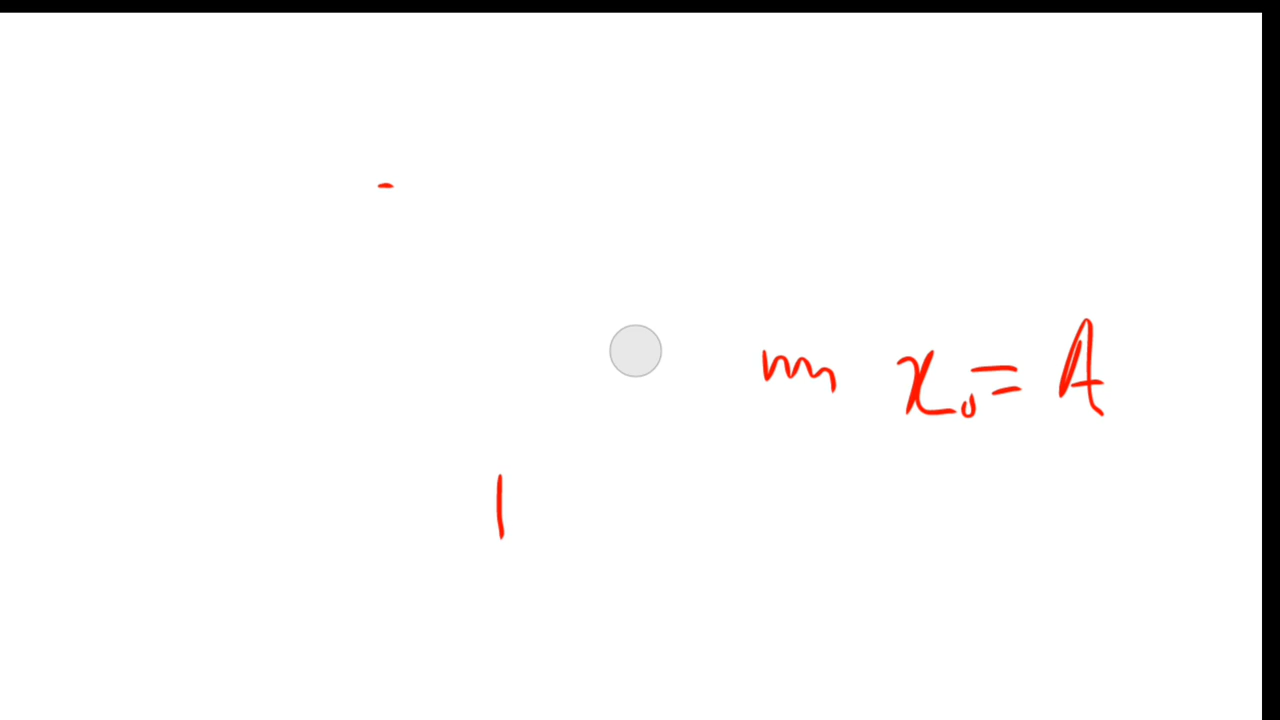 -
m x₀ = A
|